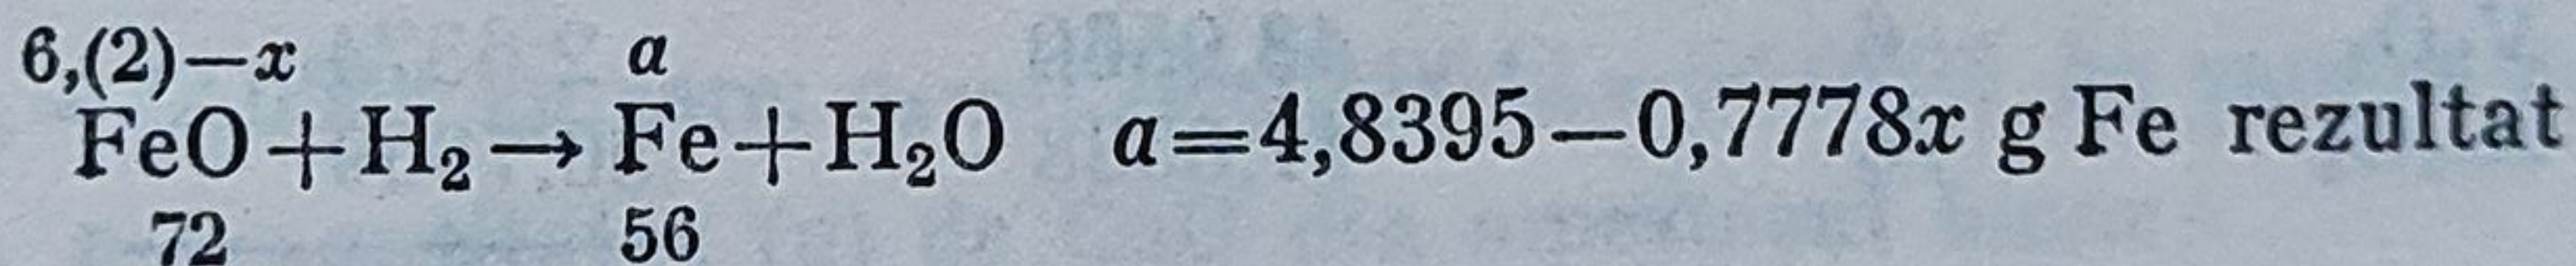 6,(2)—x a
FeO+H₂→Fe+H₂O a=4,8395—0,7778x g Fe rezultat
72 56